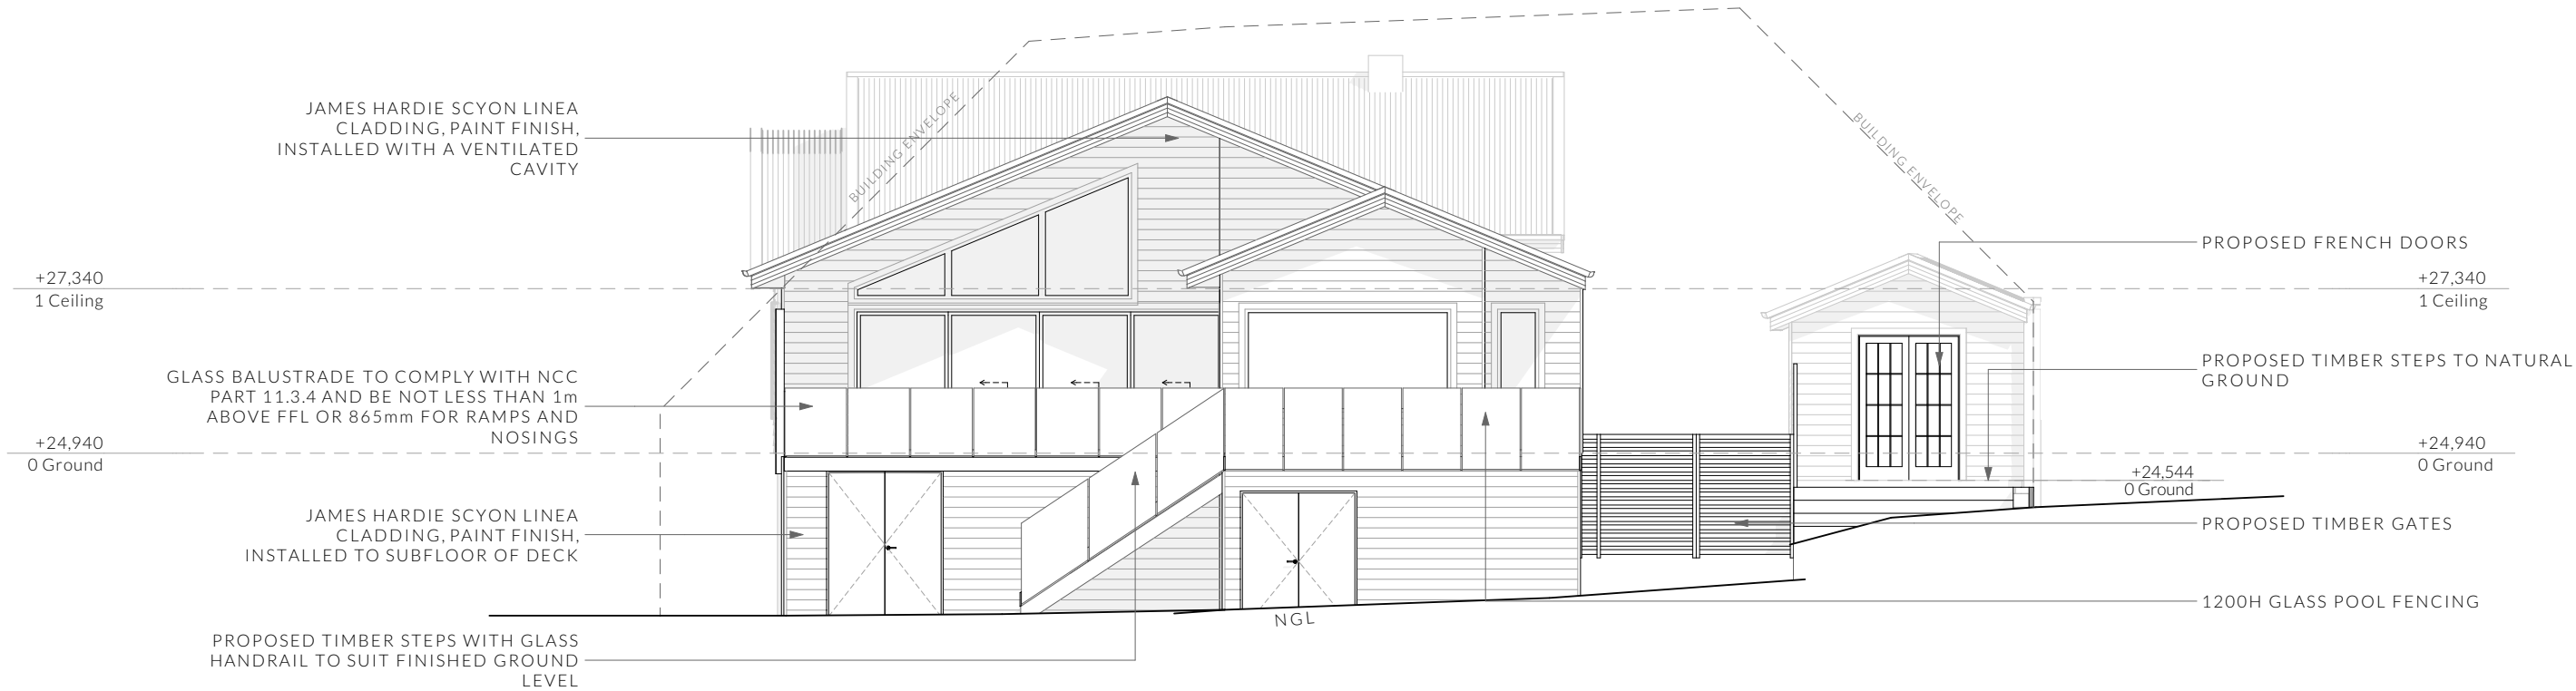 JAMES HARDIE SCYON LINEA
CLADDING, PAINT FINISH,
INSTALLED WITH A VENTILATED
CAVITY
BUILDING ENVELOPE
BUILDING ENVELOPE
PROPOSED FRENCH DOORS
+27,340
1 Ceiling
+27,340
1 Ceiling
PROPOSED TIMBER STEPS TO NATURAL
GROUND
GLASS BALUSTRADE TO COMPLY WITH NCC
PART 11.3.4 AND BE NOT LESS THAN 1m
ABOVE FFL OR 865mm FOR RAMPS AND
NOSINGS
+24,940
0 Ground
+24,940
0 Ground
+24,544
0 Ground
JAMES HARDIE SCYON LINEA
CLADDING, PAINT FINISH,
INSTALLED TO SUBFLOOR OF DECK
PROPOSED TIMBER GATES
1200H GLASS POOL FENCING
NGL
PROPOSED TIMBER STEPS WITH GLASS
HANDRAIL TO SUIT FINISHED GROUND
LEVEL